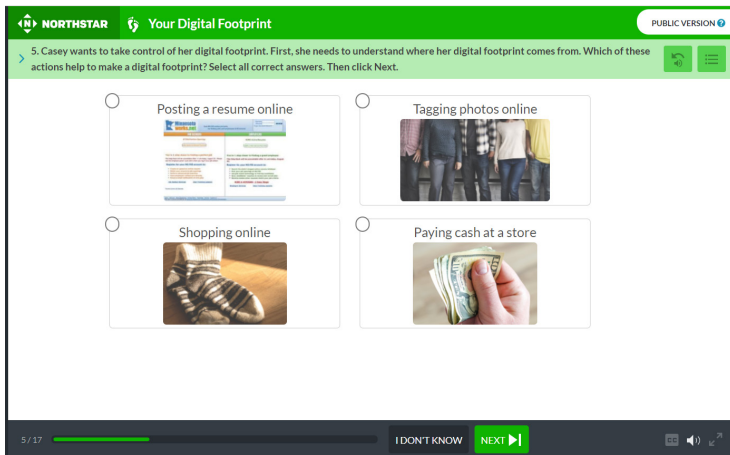 NORTHSTAR Your Digital Footprint PUBLIC VERSION
5. Casey wants to take control of her digital footprint. First, she needs to understand where her digital footprint comes from. Which of these
actions help to make a digital footprint? Select all correct answers. Then click Next.
Posting a resume online
Tagging photos online
Shopping online
Paying cash at a store
5 / 17
I DON'T KNOW
NEXT